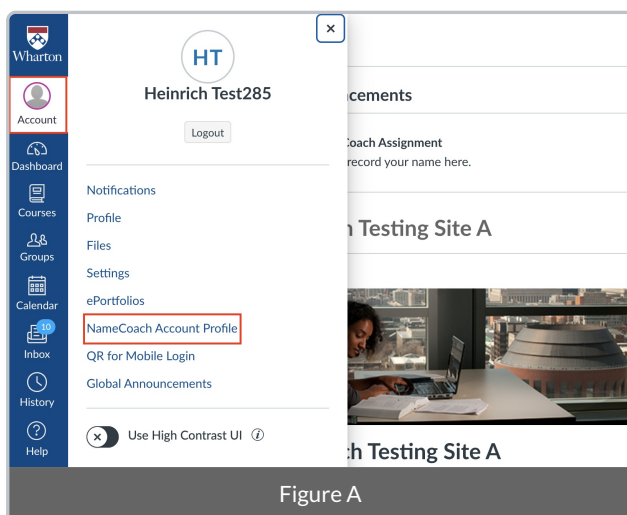 Wharton
Account
Dashboard
Courses
Groups
Calendar
10
Inbox
History
Help
×
HT
Heinrich Test285
Logout
Notifications
Profile
Files
Settings
ePortfolios
NameCoach Account Profile
QR for Mobile Login
Global Announcements
Use High Contrast UI
cements
Coach Assignment
record your name here.
Testing Site A
h Testing Site A
Figure A